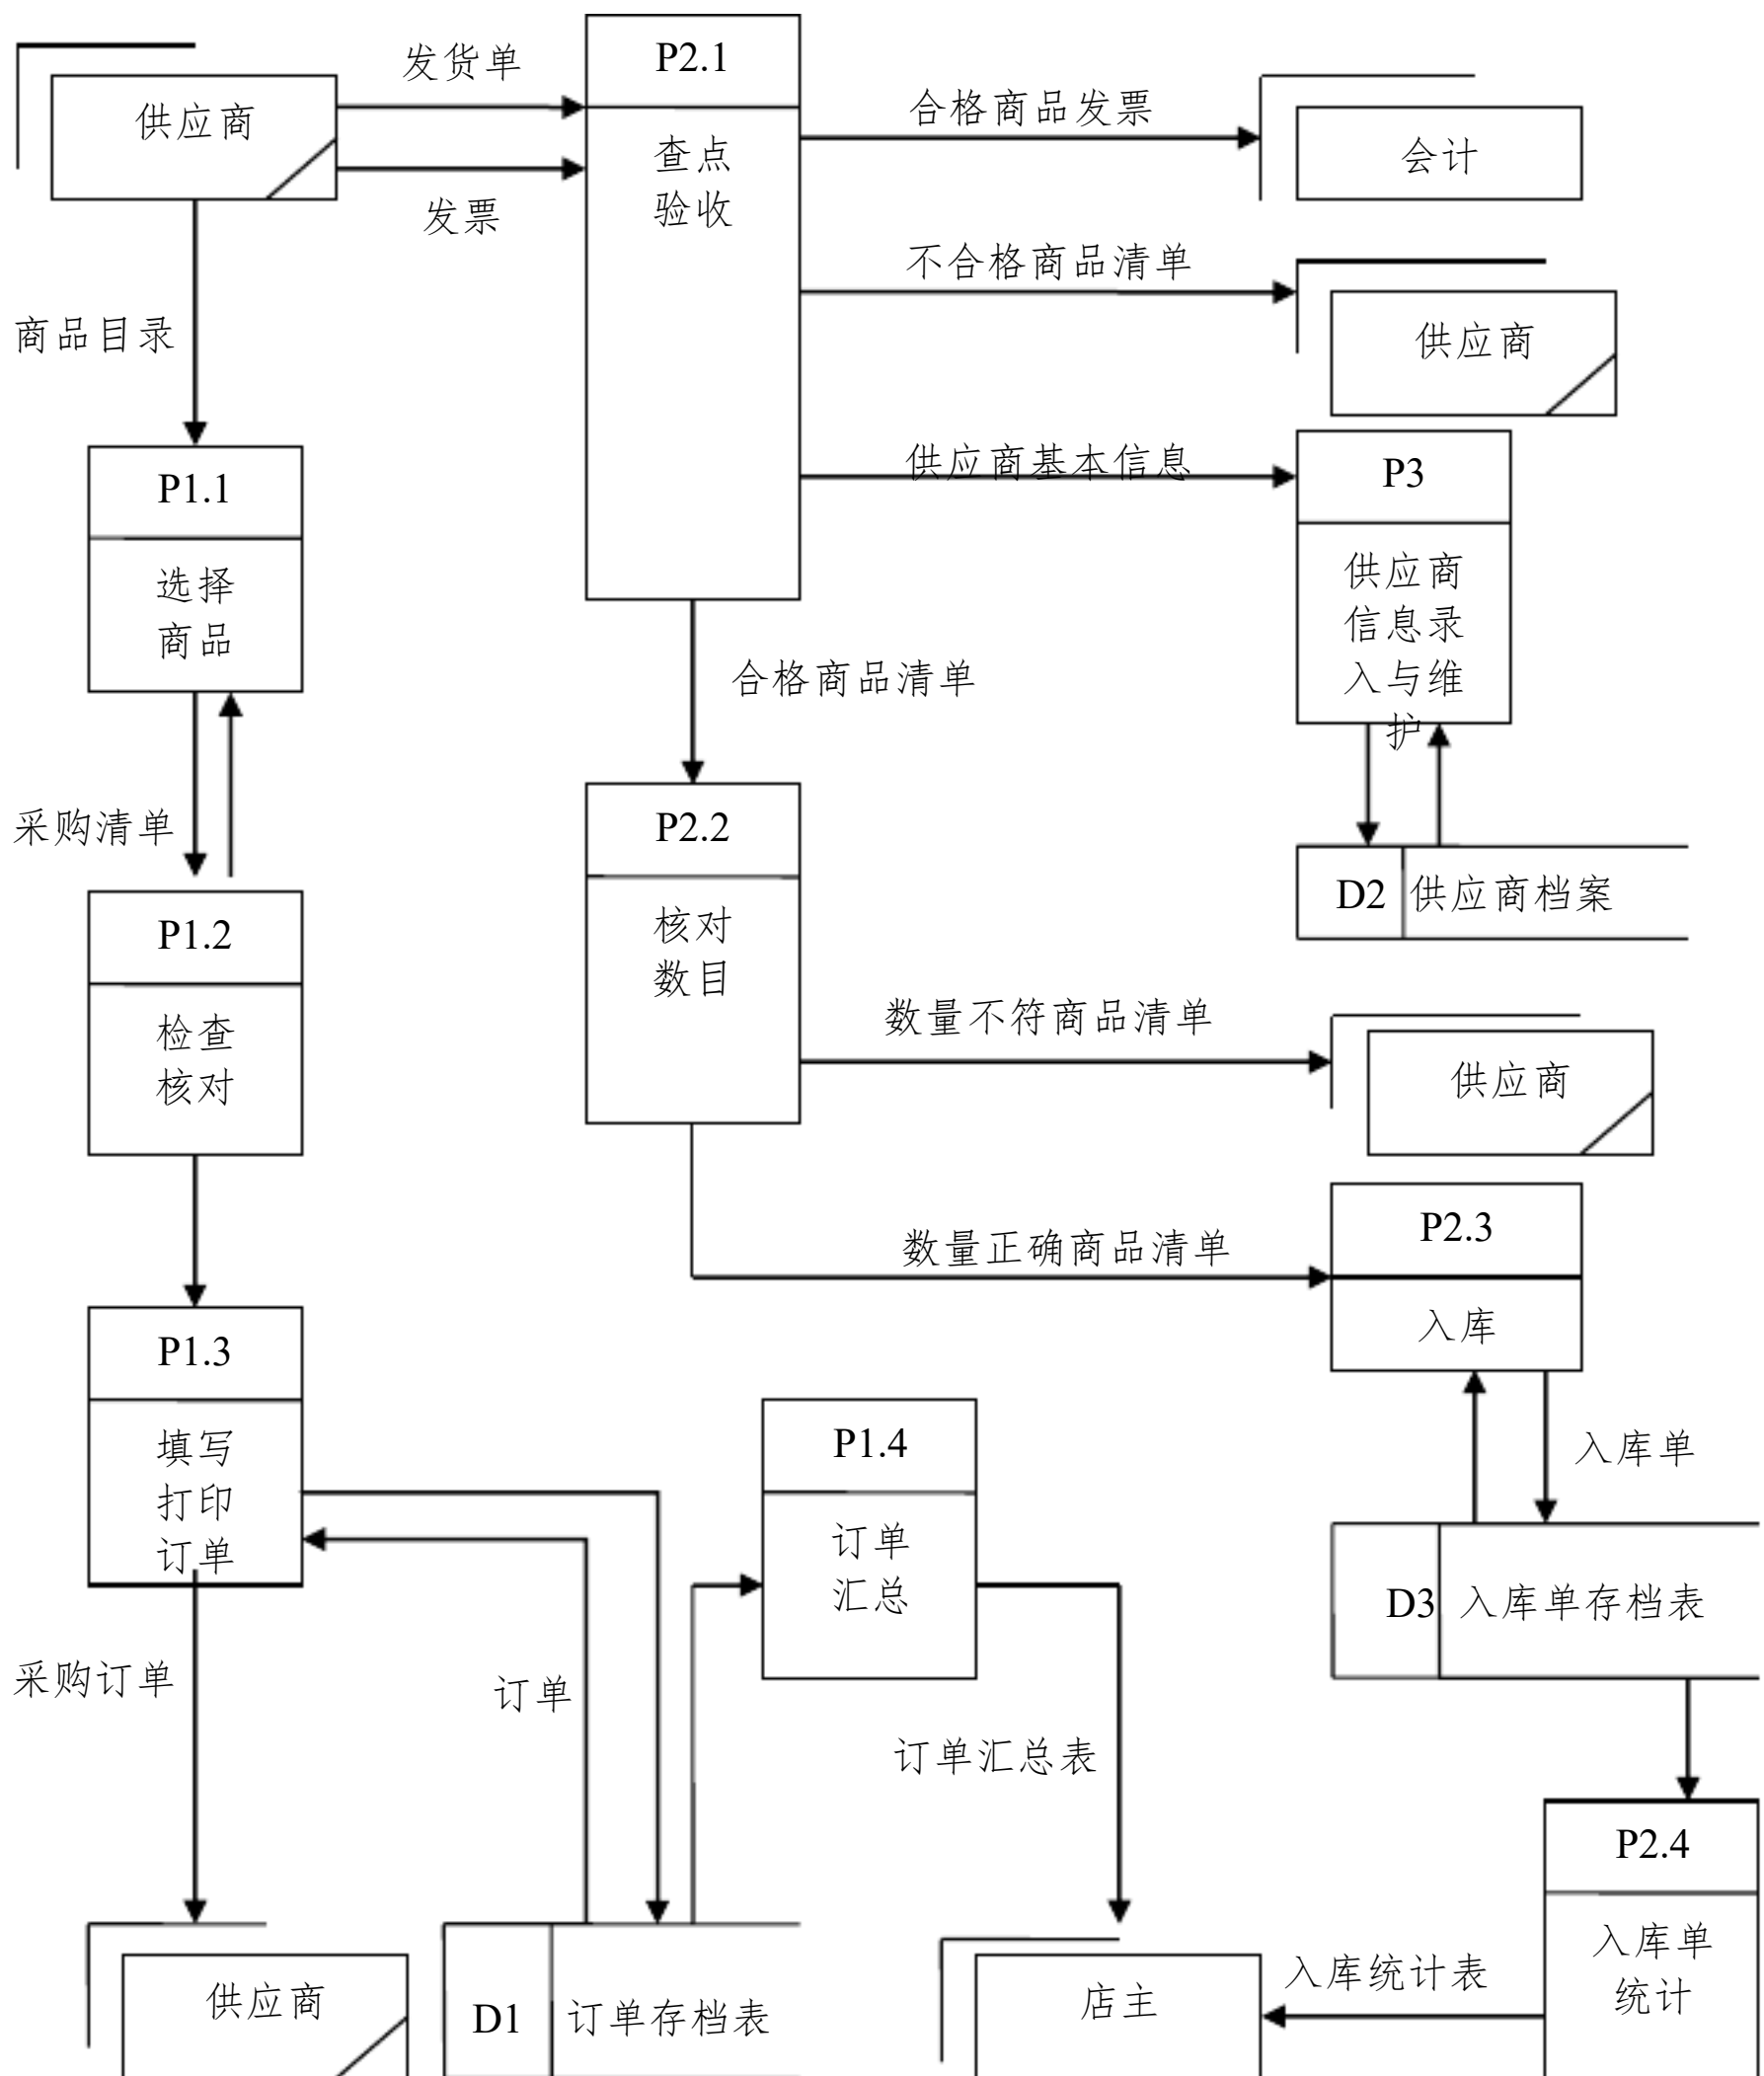 发货单
P2.1
供应商
合格商品发票
会计
查点
验收
发票
不合格商品清单
供应商
商品目录
供应商基本信息
P3
P1.1
选择
商品
供应商
信息录
入与维
护
合格商品清单
采购清单
P2.2
D2
供应商档案
P1.2
核对
数目
检查
核对
数量不符商品清单
供应商
P2.3
数量正确商品清单
入库
P1.3
填写
打印
订单
P1.4
入库单
订单
汇总
D3
入库单存档表
采购订单
订单
订单汇总表
P2.4
入库单
统计
供应商
D1
订单存档表
店主
入库统计表